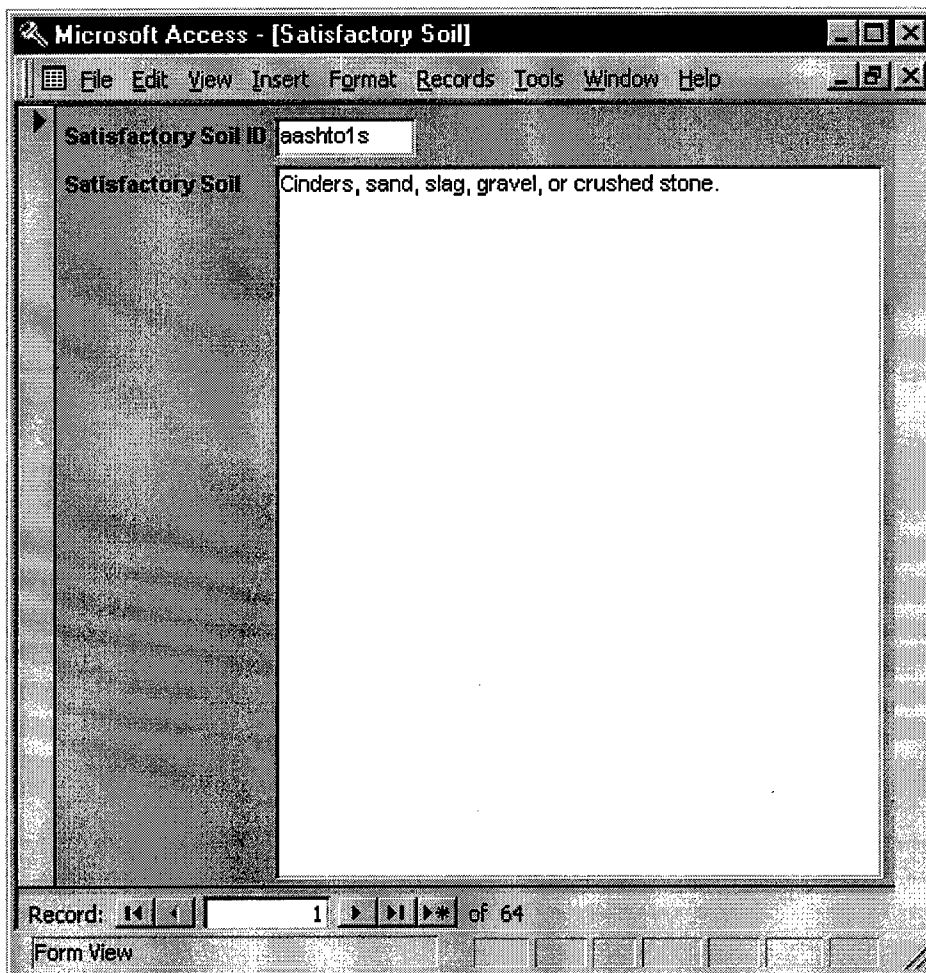 Microsoft Access - [Satisfactory Soil]
File Edit View Insert Format Records Tools Window Help
Satisfactory Soil ID aashto1s
Satisfactory Soil Cinders, sand, slag, gravel, or crushed stone.
Record: 1 of 64
Form View